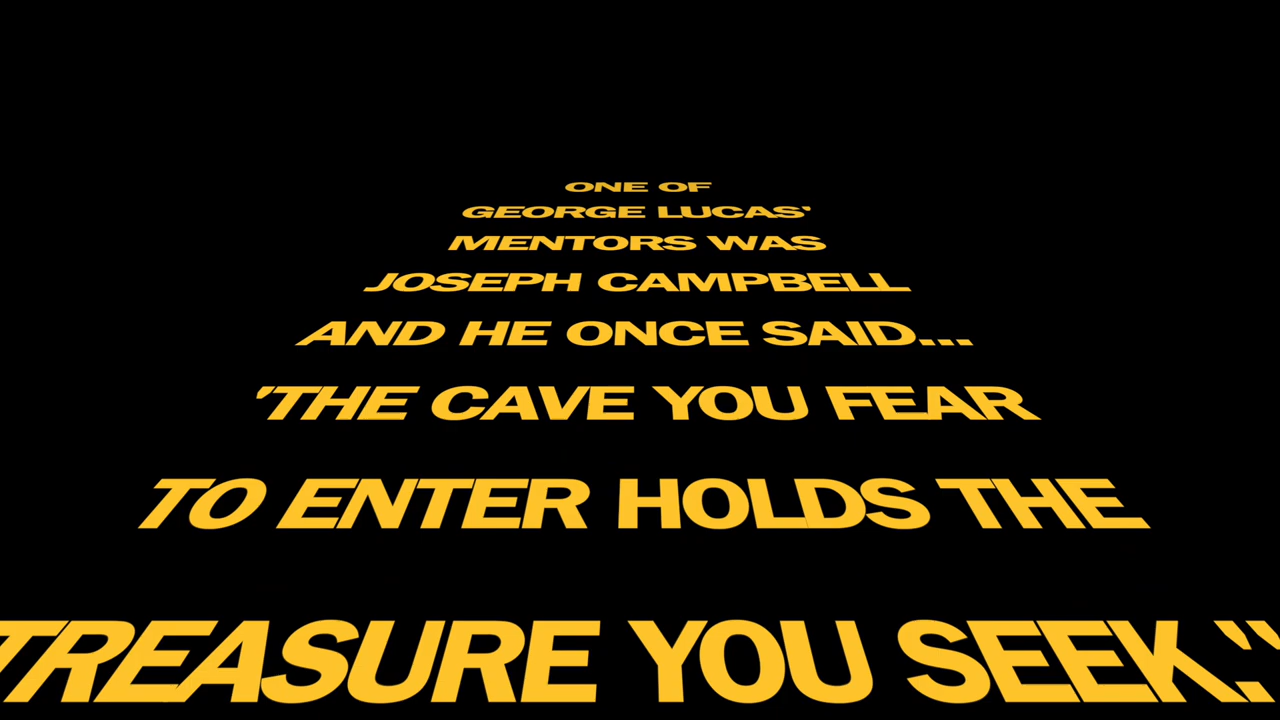 ONE OF
GEORGE LUCAS'
MENTORS WAS
JOSEPH CAMPBELL
AND HE ONCE SAID...
'THE CAVE YOU FEAR
TO ENTER HOLDS THE
TREASURE YOU SEEK.''